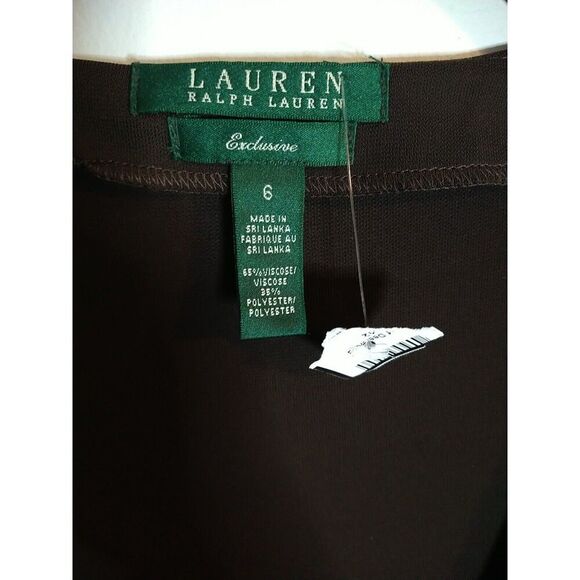 LAUREN
RALPH LAUREN
Exclusive
6
MADE IN
SRI LANKA
FABRIQUE AU
SRI LANKA
65%VISCOSE/
VISCOSE
35%
POLYESTER/
POLYESTER